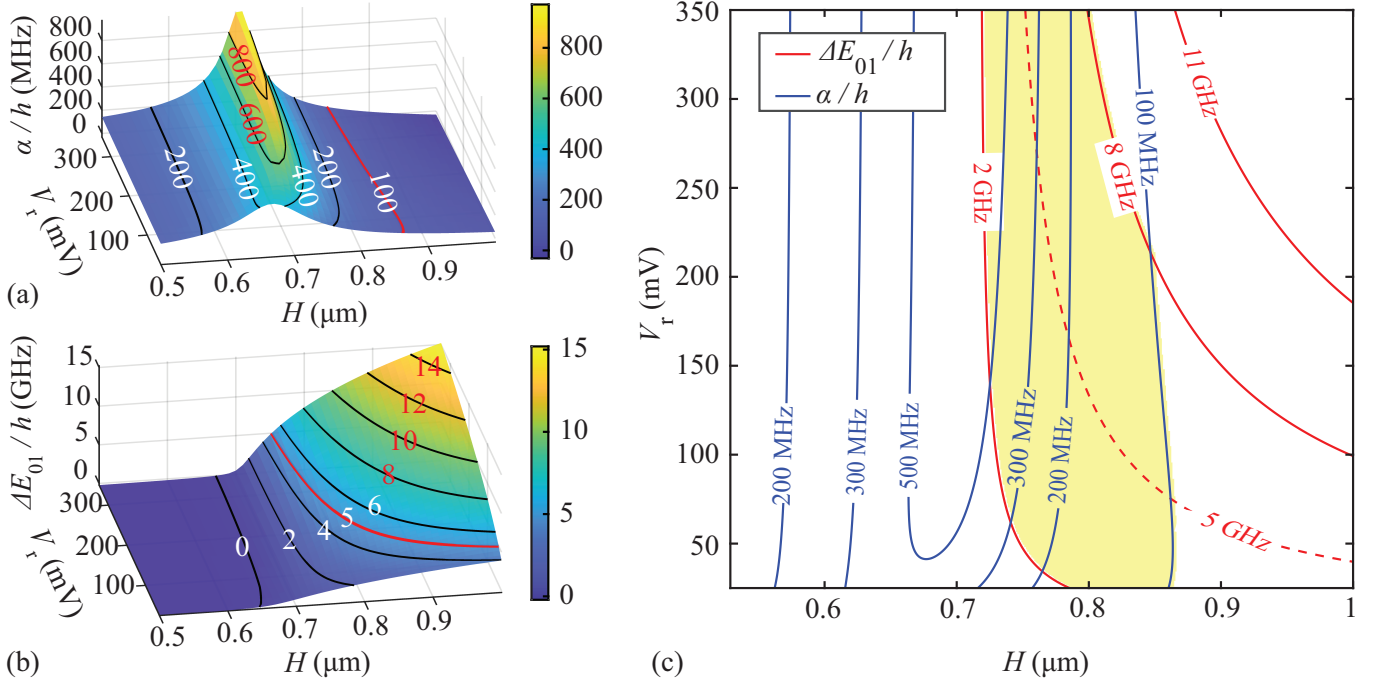 800
600
400
200
0
α / h (MHz)
300
200
100
V_r (mV)
200
400
600
800
400
200
100
0.5
0.6
0.7
0.8
0.9
H (μm)
800
600
400
200
0
(a)
15
10
5
0
ΔE_01 / h (GHz)
300
200
100
V_r (mV)
0
2
4
5
6
8
10
12
14
0.5
0.6
0.7
0.8
0.9
H (μm)
15
10
5
0
(b)
350
300
250
200
150
100
50
V_r (mV)
ΔE_01 / h
α / h
2 GHz
8 GHz
11 GHz
5 GHz
100 MHz
200 MHz
300 MHz
500 MHz
300 MHz
200 MHz
0.6
0.7
0.8
0.9
1
H (μm)
(c)